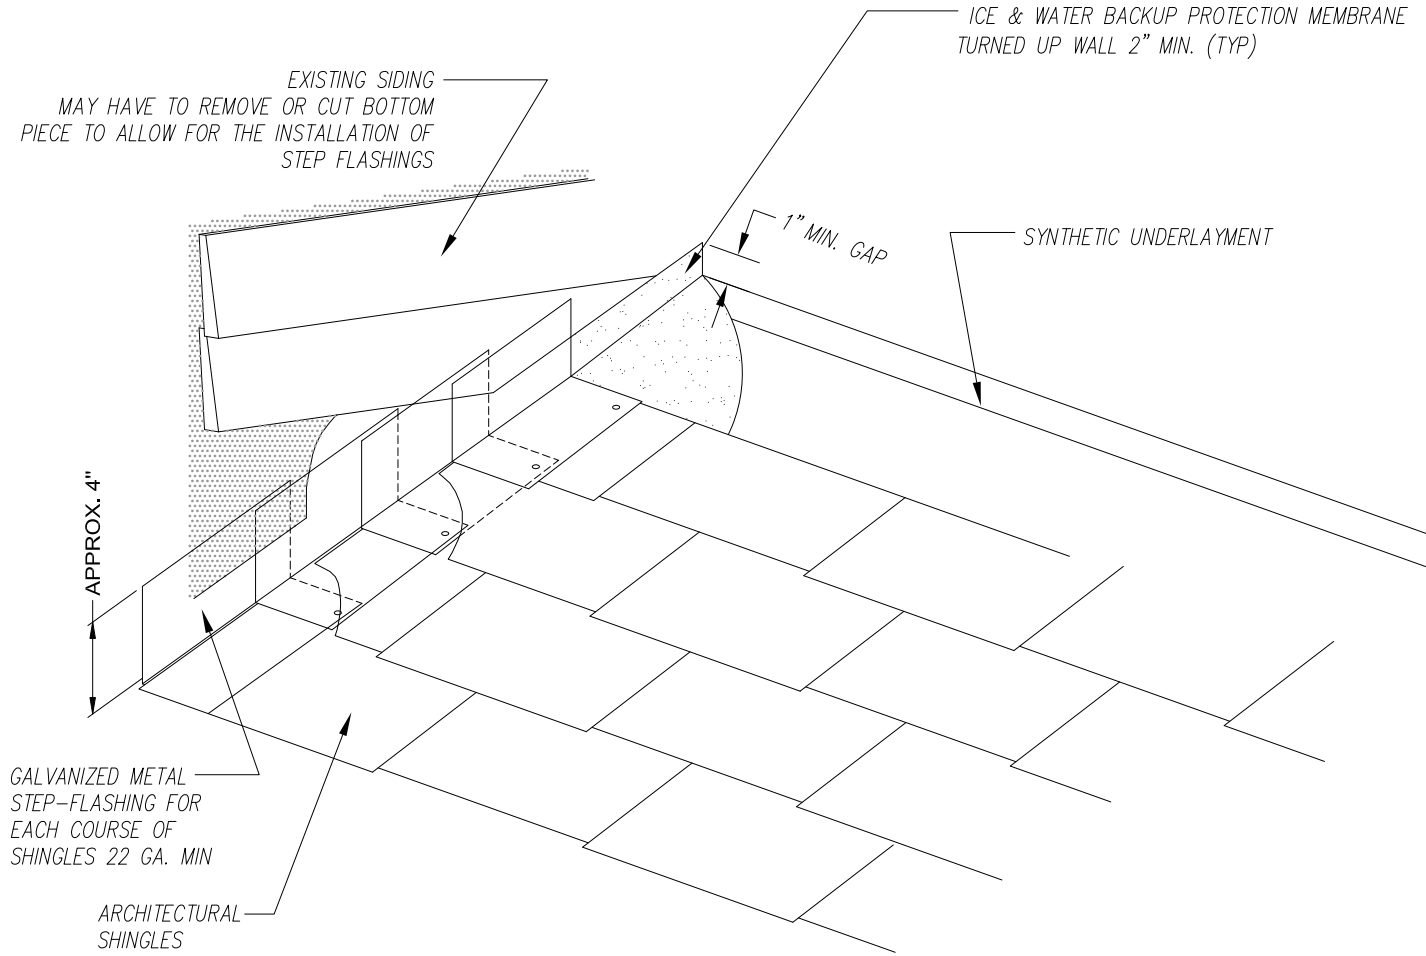 ICE & WATER BACKUP PROTECTION MEMBRANE
TURNED UP WALL 2” MIN. (TYP)
EXISTING SIDING
MAY HAVE TO REMOVE OR CUT BOTTOM
PIECE TO ALLOW FOR THE INSTALLATION OF
STEP FLASHINGS
1” MIN. GAP
SYNTHETIC UNDERLAYMENT
APPROX. 4"
GALVANIZED METAL
STEP-FLASHING FOR
EACH COURSE OF
SHINGLES 22 GA. MIN
ARCHITECTURAL
SHINGLES